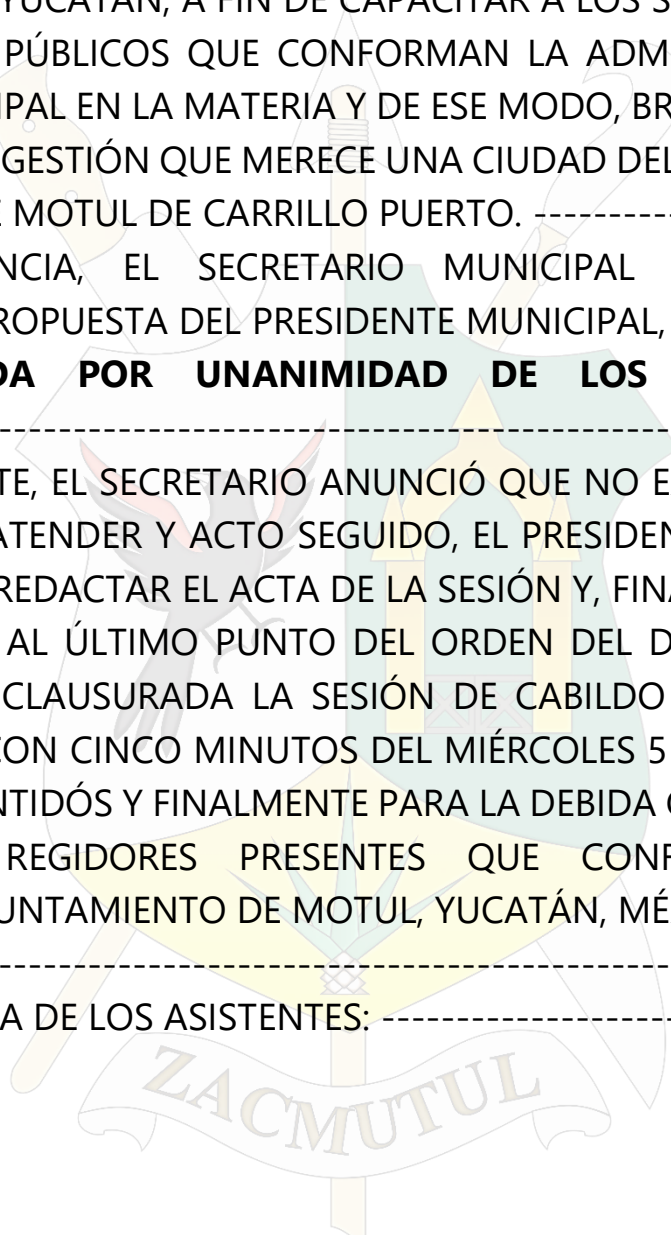 YUCATÁN, A FIN DE CAPACITAR A LOS S
PÚBLICOS QUE CONFORMAN LA ADM
IPAL EN LA MATERIA Y DE ESE MODO, BR
GESTIÓN QUE MERECE UNA CIUDAD DEL
E MOTUL DE CARRILLO PUERTO. ----------
NCIA, EL SECRETARIO MUNICIPAL
ROPUESTA DEL PRESIDENTE MUNICIPAL,
DA POR UNANIMIDAD DE LOS
----------------------------------------------
TE, EL SECRETARIO ANUNCIÓ QUE NO E
ATENDER Y ACTO SEGUIDO, EL PRESIDEN
REDACTAR EL ACTA DE LA SESIÓN Y, FINA
AL ÚLTIMO PUNTO DEL ORDEN DEL D
CLAUSURADA LA SESIÓN DE CABILDO
CON CINCO MINUTOS DEL MIÉRCOLES 5
NTIDÓS Y FINALMENTE PARA LA DEBIDA
REGIDORES PRESENTES QUE CONF
YUNTAMIENTO DE MOTUL, YUCATÁN, MÉ
----------------------------------------------
A DE LOS ASISTENTES: --------------------
ZACMUTUL